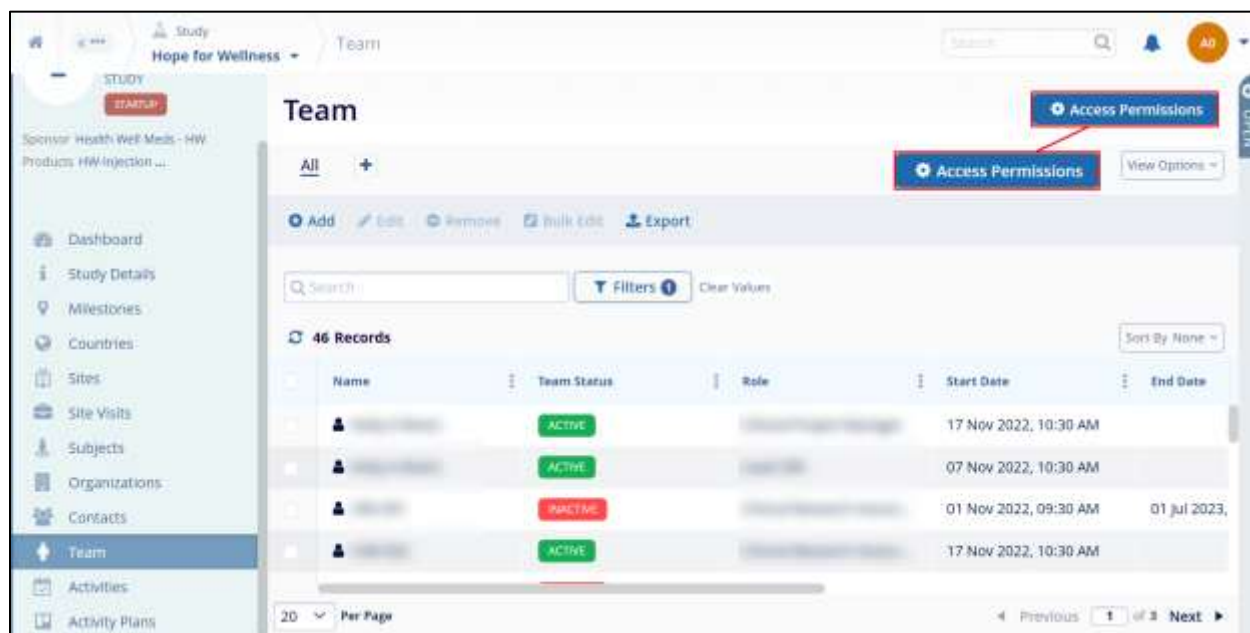 Study
Hope for Wellness
Team
Search
AD
STUDY
STARTUP
Sponsor Health Well Meds - HW
Products HW-Injection ...
OPEN
Team
Access Permissions
All +
Access Permissions
View Options
Add Edit Remove Bulk Edit Export
Search
Filters 1 Clear Values
46 Records
Sort By None
Name Team Status Role Start Date End Date
ACTIVE 17 Nov 2022, 10:30 AM
ACTIVE 07 Nov 2022, 10:30 AM
INACTIVE 01 Nov 2022, 09:30 AM 01 Jul 2023,
ACTIVE 17 Nov 2022, 10:30 AM
Dashboard
Study Details
Milestones
Countries
Sites
Site Visits
Subjects
Organizations
Contacts
Team
Activities
Activity Plans
20 Per Page
Previous 1 of 3 Next